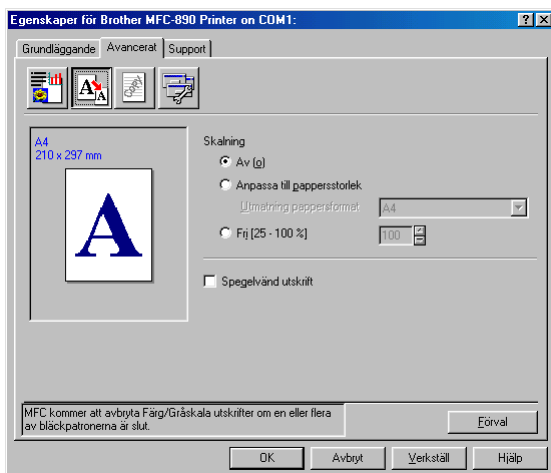 Egenskaper för Brother MFC-890 Printer on COM1:
Grundläggande Avancerat Support
A A Copy
A4
210 x 297 mm
A
Skalning
Av (o)
Anpassa till pappersstorlek
Utmatning pappersformat A4
Fri [25 - 100 %] 100
Spegelvänd utskrift
MFC kommer att avbryta Färg/Gråskala utskrifter om en eller flera
av bläckpatronerna är slut.
Förval
OK Avbryt Verkställ Hjälp